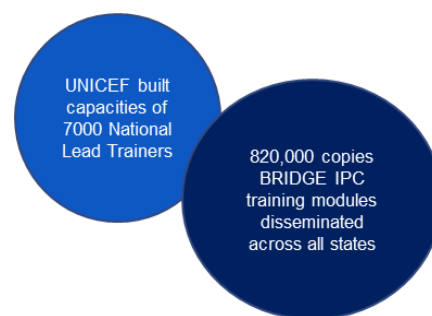 UNICEF built
capacities of
7000 National
Lead Trainers
820,000 copies
BRIDGE IPC
training modules
disseminated
across all states